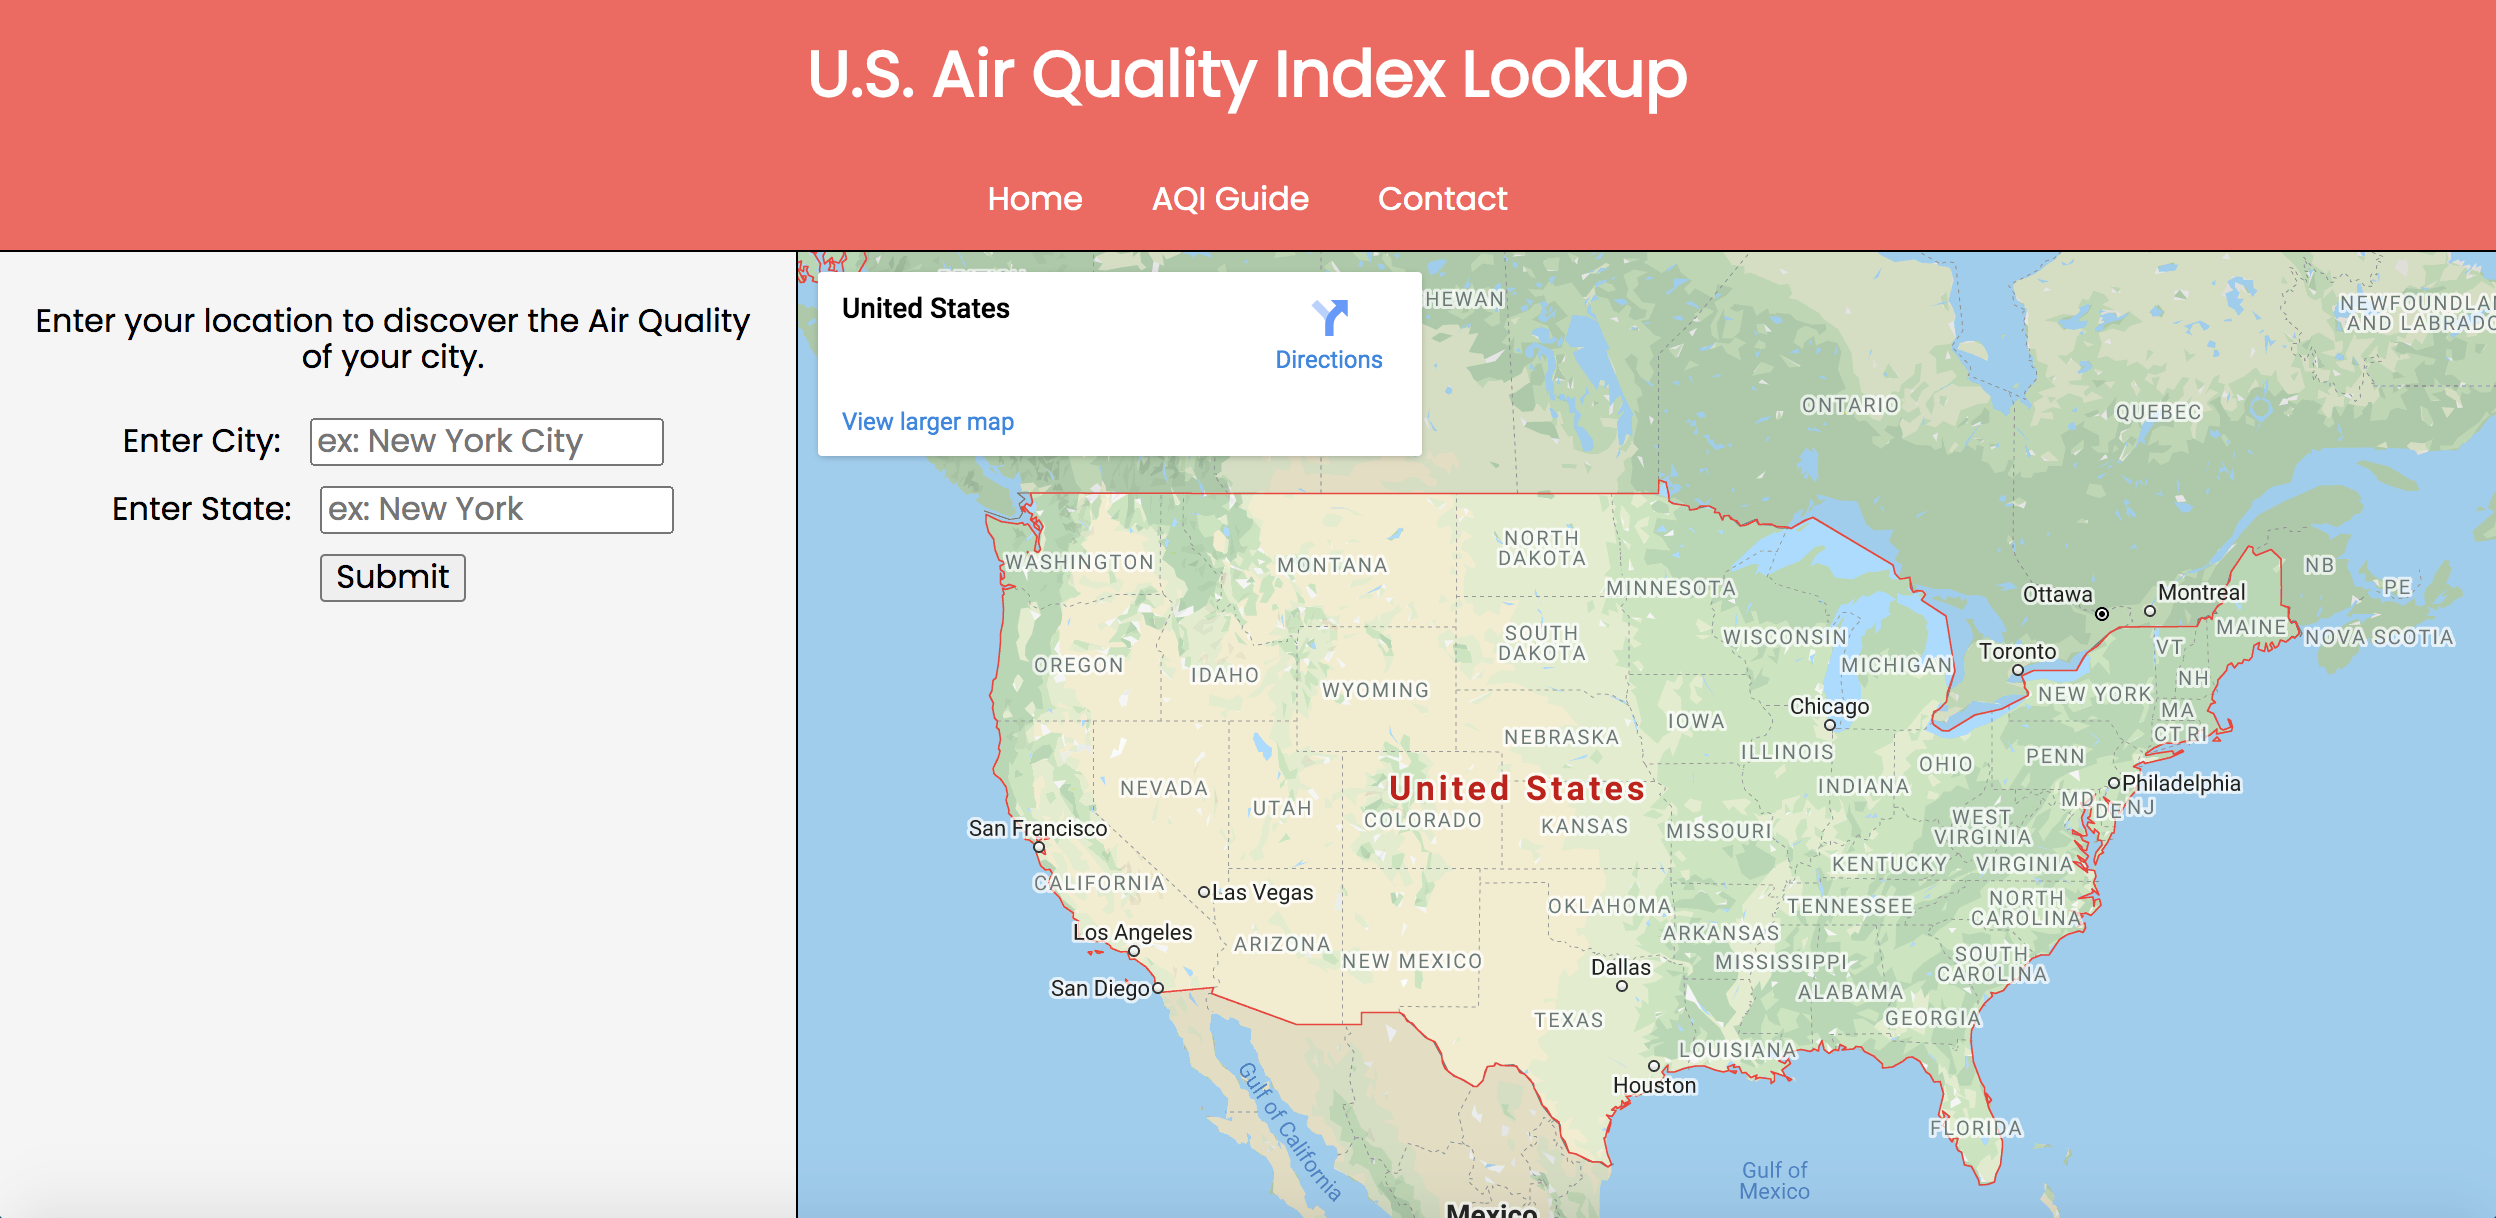 U.S. Air Quality Index Lookup
Home AQI Guide Contact
Enter your location to discover the Air Quality
of your city.
Enter City: ex: New York City
Enter State: ex: New York
Submit
United States
Directions
View larger map
HEWAN
NEWFOUNDLA
AND LABRADO
ONTARIO
QUEBEC
WASHINGTON
MONTANA
NORTH
DAKOTA
MINNESOTA
NB
PE
Ottawa
Montreal
MAINE
NOVA SCOTIA
SOUTH
DAKOTA
WISCONSIN
MICHIGAN
Toronto
VT
NH
OREGON
IDAHO
WYOMING
NEW YORK
MA
CT RI
Chicago
IOWA
NEBRASKA
ILLINOIS
INDIANA
OHIO
PENN
Philadelphia
MD
DE NJ
NEVADA
UTAH
United States
COLORADO
KANSAS
MISSOURI
WEST
VIRGINIA
KENTUCKY
VIRGINIA
San Francisco
CALIFORNIA
Las Vegas
OKLAHOMA
TENNESSEE
NORTH
CAROLINA
Los Angeles
ARIZONA
NEW MEXICO
ARKANSAS
MISSISSIPPI
SOUTH
CAROLINA
San Diego
Dallas
ALABAMA
TEXAS
GEORGIA
LOUISIANA
Houston
FLORIDA
Gulf of California
Gulf of
Mexico
Mexico